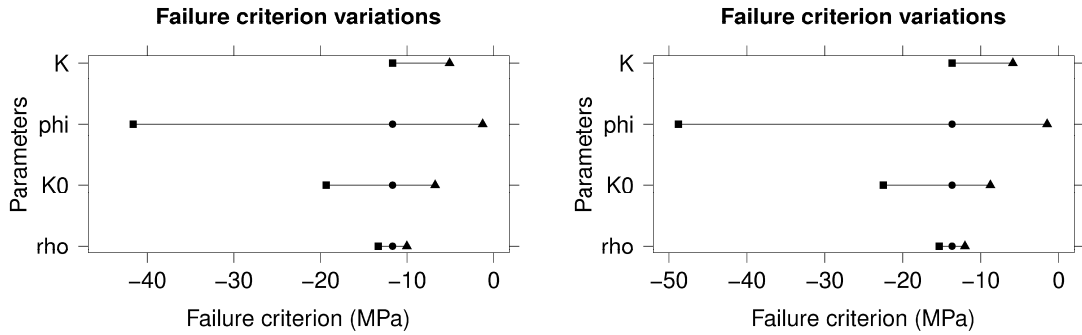 Failure criterion variations
Parameters
K
phi
K0
rho
−40 −30 −20 −10 0
Failure criterion (MPa)
Failure criterion variations
Parameters
K
phi
K0
rho
−50 −40 −30 −20 −10 0
Failure criterion (MPa)